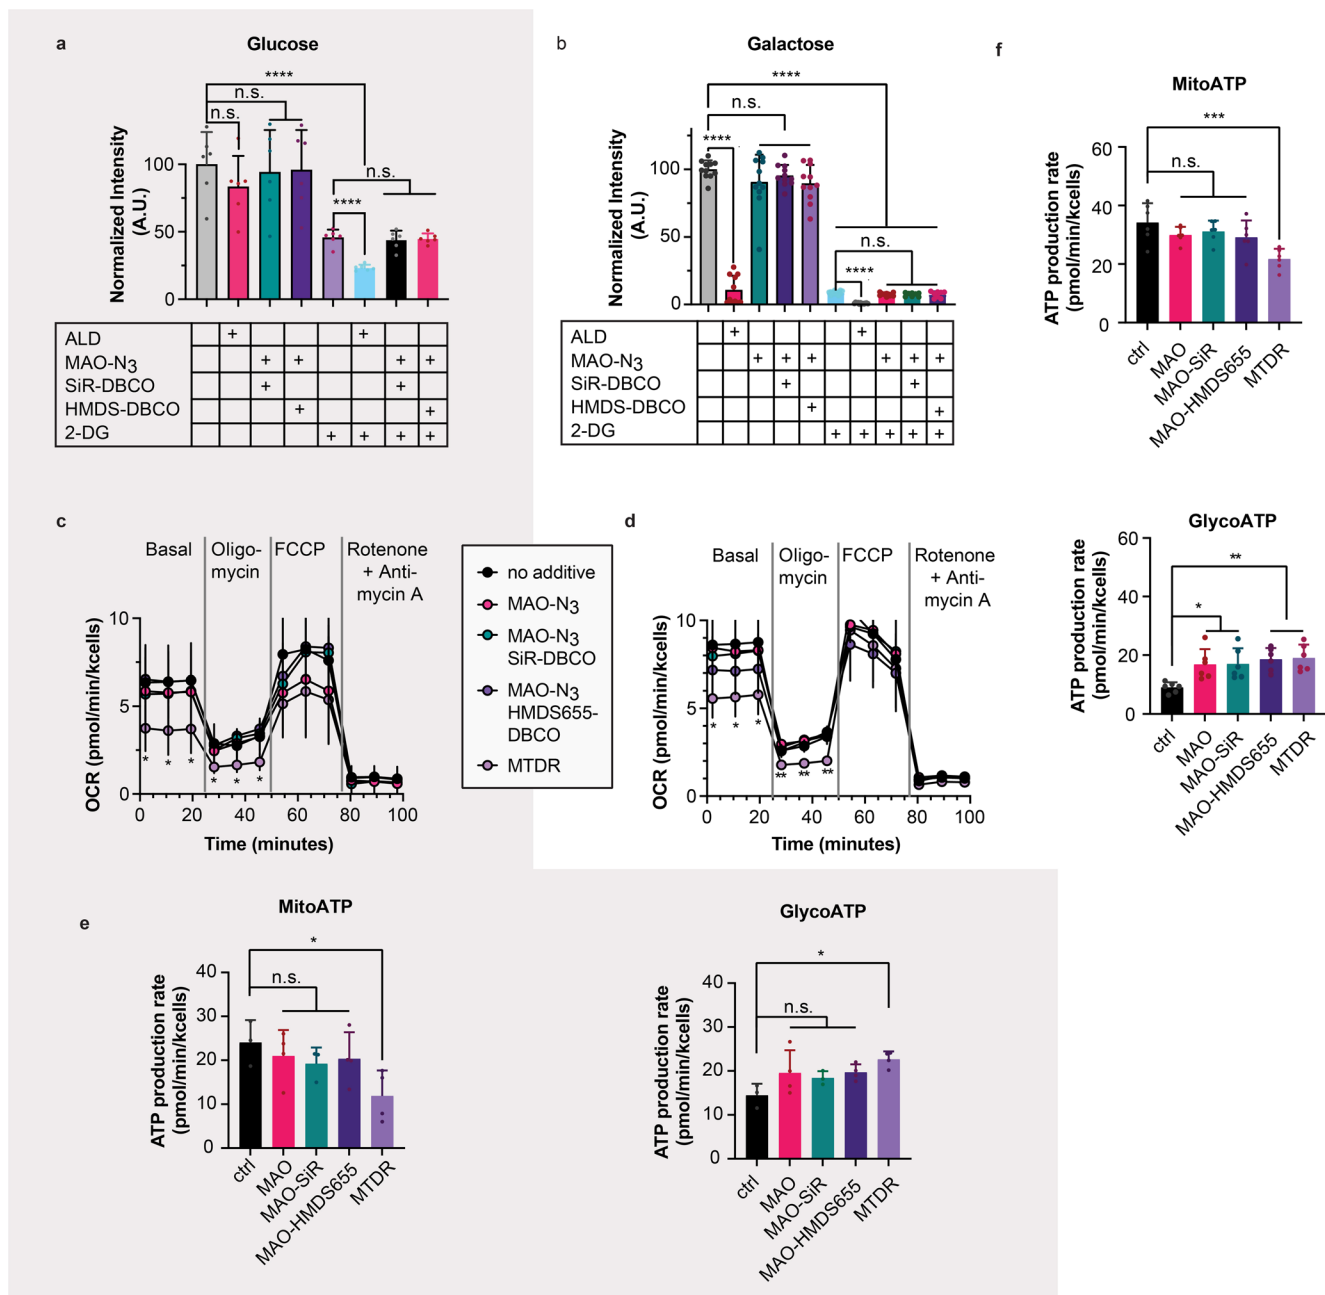 a
Glucose
****
n.s.
n.s.
n.s.
****
Normalized Intensity
(A.U.)
100
50
0
ALD
+
+
MAO-N3
+
+
+
+
SiR-DBCO
+
+
HMDS-DBCO
+
+
2-DG
+
+
+
+
b
Galactose
****
n.s.
****
n.s.
****
Normalized Intensity
(A.U.)
100
50
0
ALD
+
+
MAO-N3
+
+
+
+
+
+
SiR-DBCO
+
+
HMDS-DBCO
+
+
2-DG
+
+
+
+
+
f
MitoATP
***
n.s.
ATP production rate
(pmol/min/kcells)
60
40
20
0
ctrl
MAO
MAO-SiR
MAO-HMDS655
MTDR
GlycoATP
**
*
ATP production rate
(pmol/min/kcells)
60
40
20
0
ctrl
MAO
MAO-SiR
MAO-HMDS655
MTDR
c
Basal
Oligo-
mycin
FCCP
Rotenone
+ Anti-
mycin A
OCR (pmol/min/kcells)
10
5
0
* * *
* * *
0 20 40 60 80 100
Time (minutes)
no additive
MAO-N3
MAO-N3
SiR-DBCO
MAO-N3
HMDS655-
DBCO
MTDR
d
Basal
Oligo-
mycin
FCCP
Rotenone
+ Anti-
mycin A
OCR (pmol/min/kcells)
10
5
0
* * *
** ** **
0 20 40 60 80 100
Time (minutes)
e
MitoATP
*
n.s.
ATP production rate
(pmol/min/kcells)
40
30
20
10
0
ctrl
MAO
MAO-SiR
MAO-HMDS655
MTDR
GlycoATP
*
n.s.
ATP production rate
(pmol/min/kcells)
40
30
20
10
0
ctrl
MAO
MAO-SiR
MAO-HMDS655
MTDR